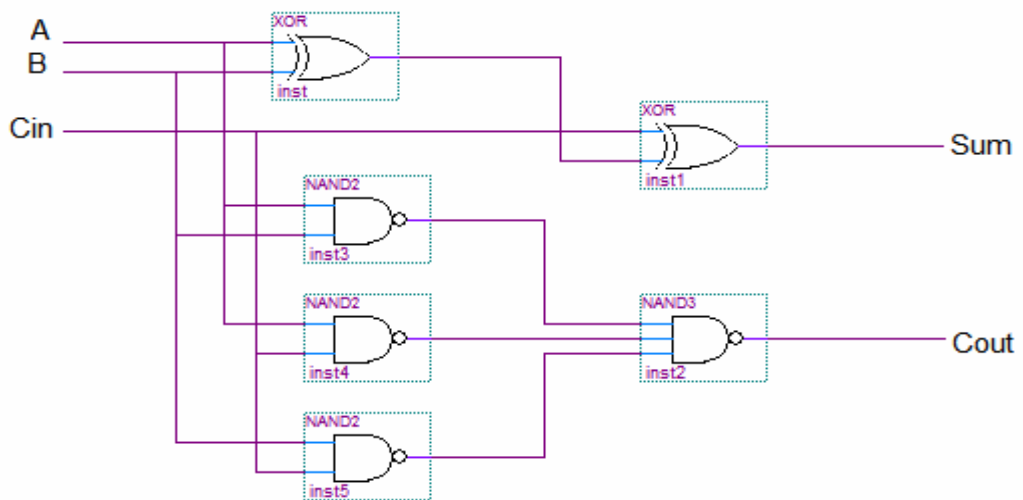 XOR
A
B
inst
XOR
Cin
Sum
inst1
NAND2
inst3
NAND2
NAND3
Cout
inst4
inst2
NAND2
inst5